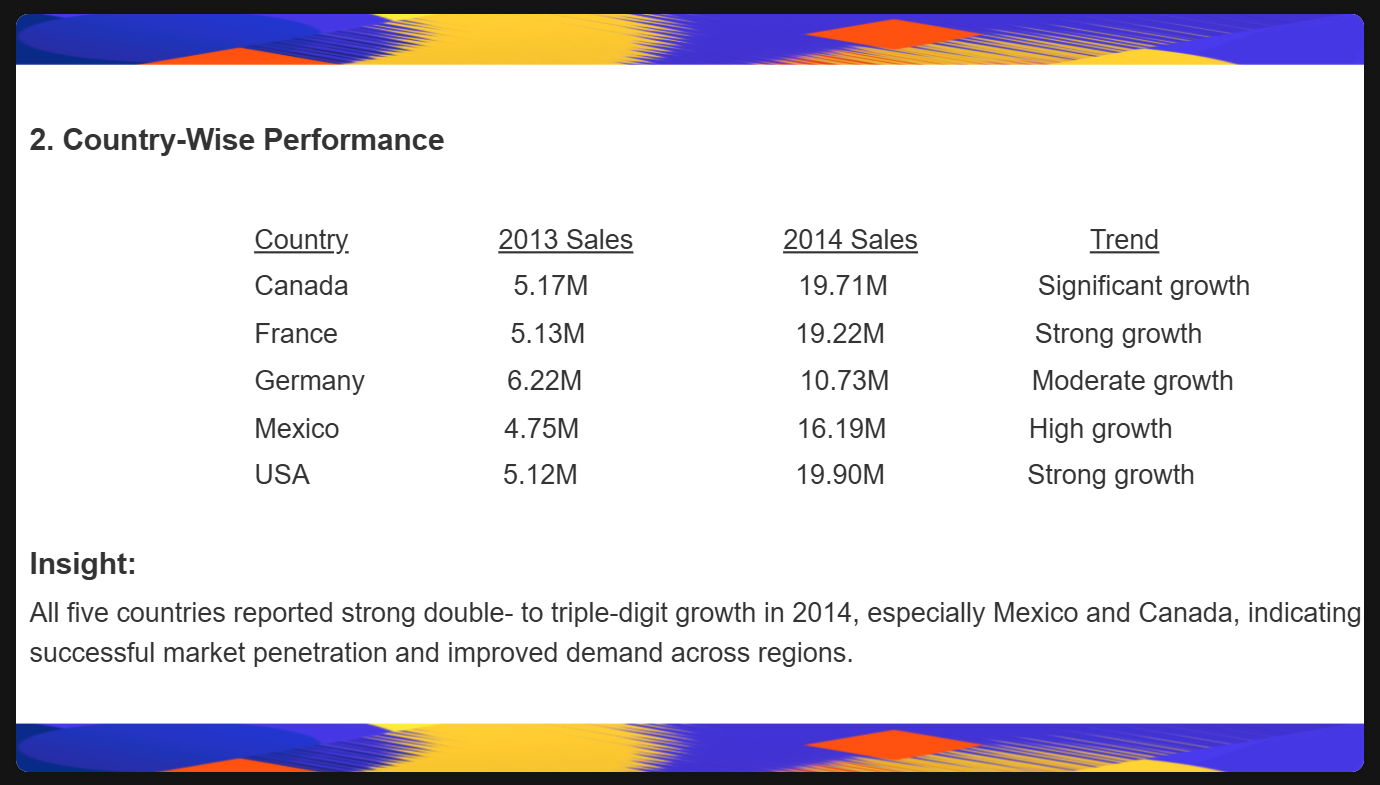 2. Country-Wise Performance
Country 2013 Sales 2014 Sales Trend
Canada 5.17M 19.71M Significant growth
France 5.13M 19.22M Strong growth
Germany 6.22M 10.73M Moderate growth
Mexico 4.75M 16.19M High growth
USA 5.12M 19.90M Strong growth
Insight:
All five countries reported strong double- to triple-digit growth in 2014, especially Mexico and Canada, indicating
successful market penetration and improved demand across regions.